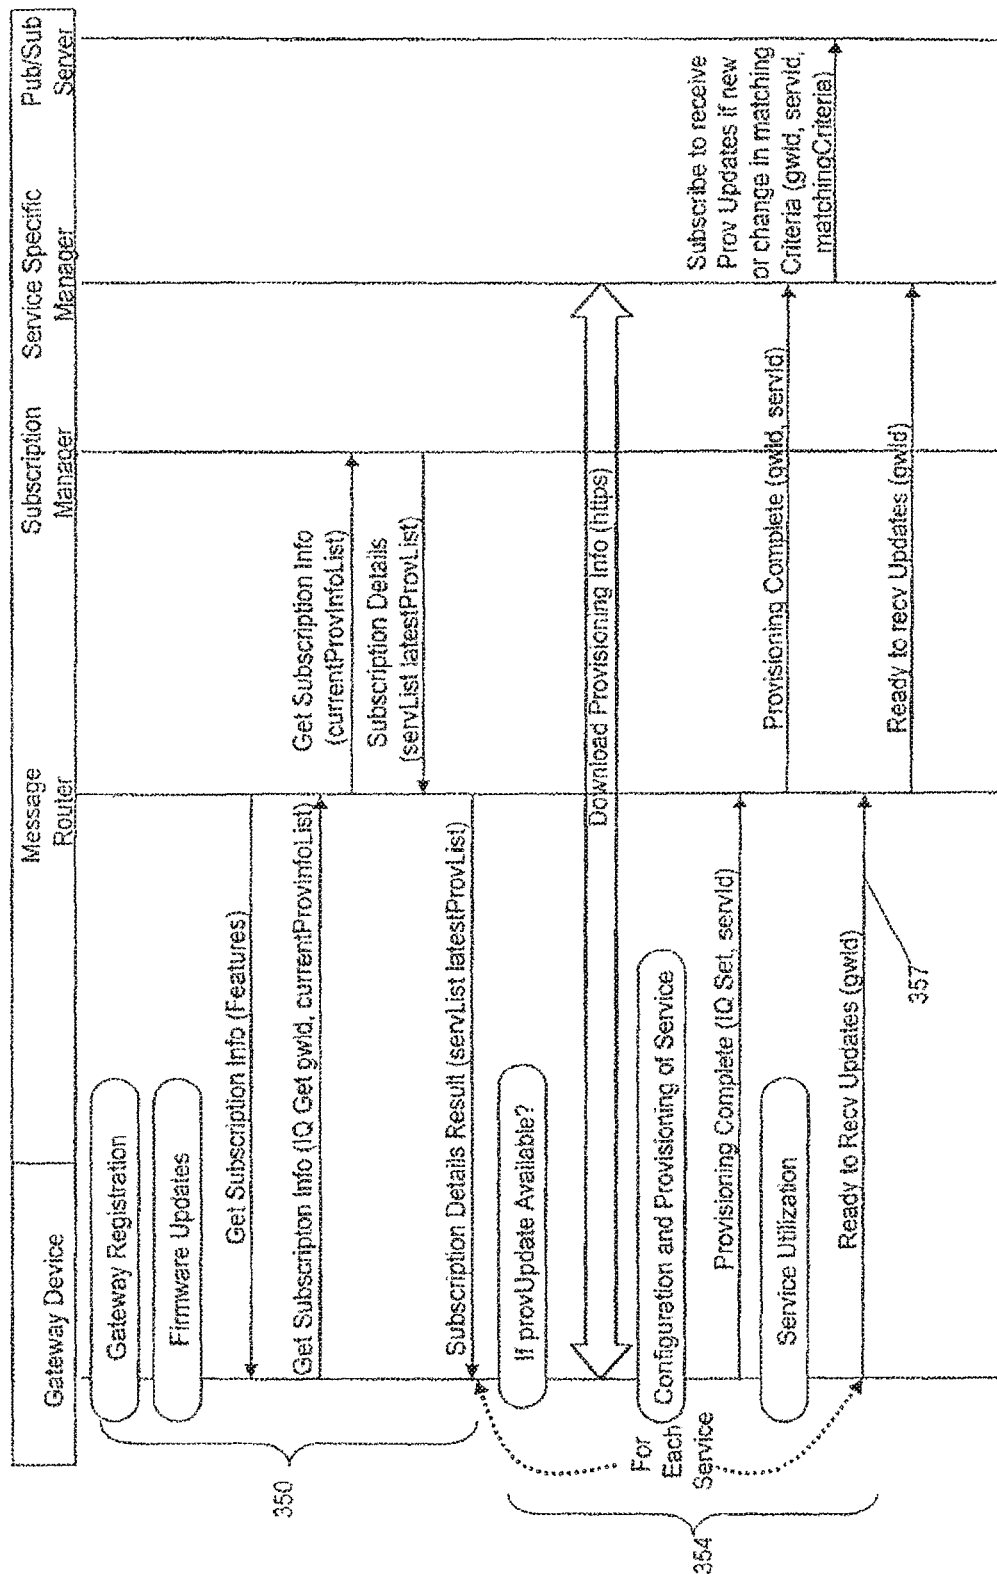 Gateway Device
Message
Router
Subscription
Manager
Service Specific
Manager
Pub/Sub
Server
Gateway Registration
Firmware Updates
Get Subscription Info (Features)
Get Subscripton Info (IQ Get gwId, currentProvInfoList)
Get Subscription Info
(currentProvInfoList)
Subscription Details
(servList latestProvList)
Subscription Details Result (servList latestProvList)
350
If provUpdate Available?
Download Provisioning Info (https)
For
Each
Service
Configuration and Provisioning of Service
Provisioning Complete (IQ Set, servId)
Provisioning Complete (gwId, servId)
Subscribe to receive
Prov Updates if new
or change in matching
Criteria (gwId, servId,
matchingCriteria)
Service Utilization
Ready to Recv Updates (gwId)
Ready to recv Updates (gwId)
354
357